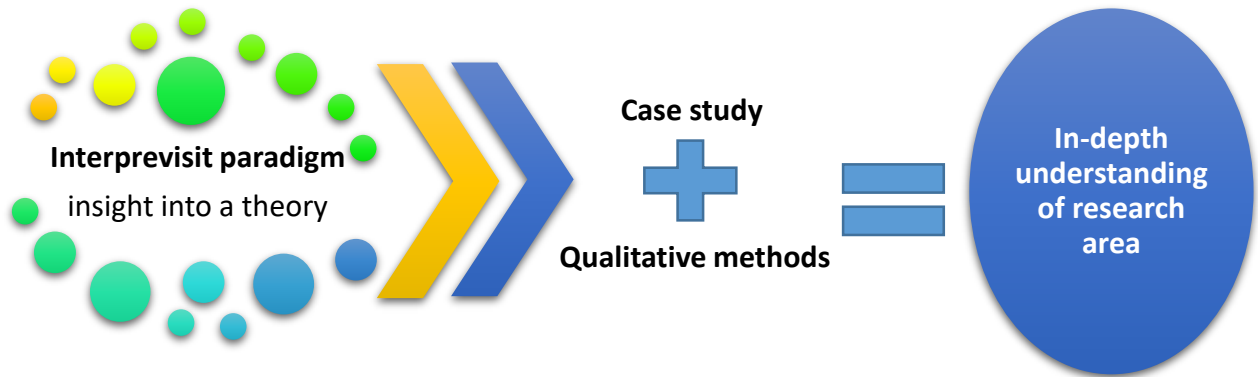 Interprevisit paradigm
insight into a theory
Case study
Qualitative methods
In-depth
understanding
of research
area